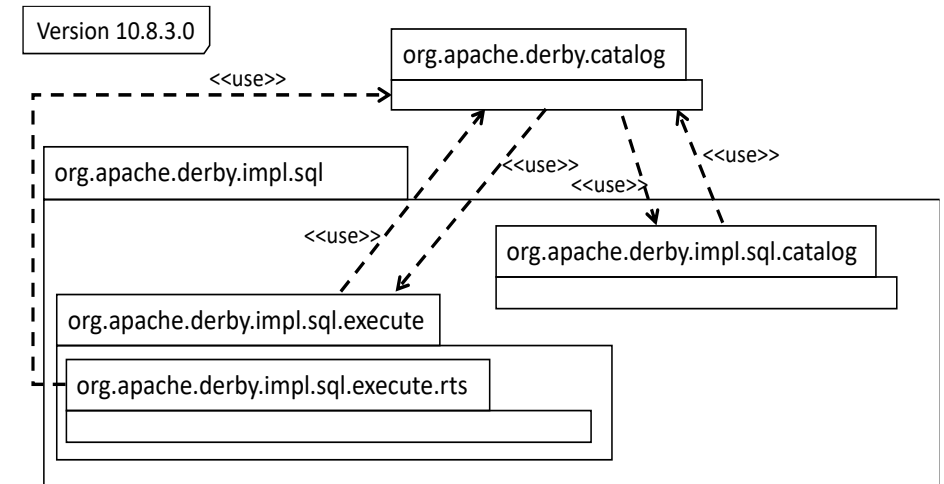 Version 10.8.3.0
org.apache.derby.catalog
<<use>>
org.apache.derby.impl.sql
<<use>>
<<use>>
<<use>>
<<use>>
org.apache.derby.impl.sql.catalog
org.apache.derby.impl.sql.execute
org.apache.derby.impl.sql.execute.rts